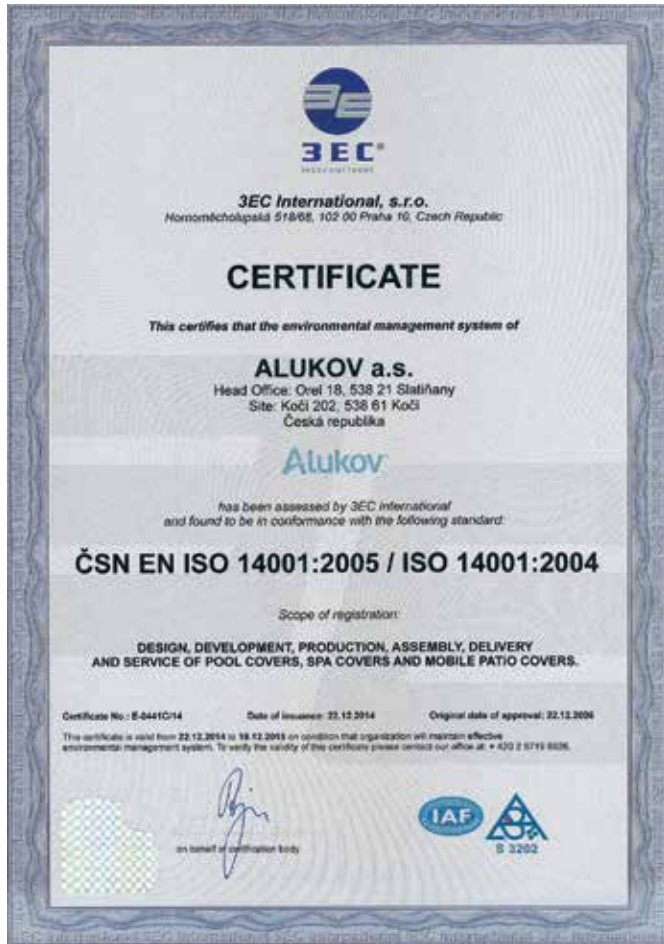 3EC®
3EC International, s.r.o.
Hornoměcholupská 518/68, 102 00 Praha 10, Czech Republic
CERTIFICATE
This certifies that the environmental management system of
ALUKOV a.s.
Head Office: Orel 18, 538 21 Slatiňany
Site: Kočí 202, 538 61 Kočí
Česká republika
Alukov
has been assessed by 3EC International
and found to be in conformance with the following standard:
ČSN EN ISO 14001:2005 / ISO 14001:2004
Scope of registration:
DESIGN, DEVELOPMENT, PRODUCTION, ASSEMBLY, DELIVERY
AND SERVICE OF POOL COVERS, SPA COVERS AND MOBILE PATIO COVERS.
Certificate No.: E-0441C/14 Date of issuance: 22.12.2014 Original date of approval: 22.12.2006
This certificate is valid from 22.12.2014 to 18.12.2015 on condition that organization will maintain effective
environmental management system. To verify the validity of this certificate please contact our office at: + 420 2
on behalf of certification body
IAF
S 3202